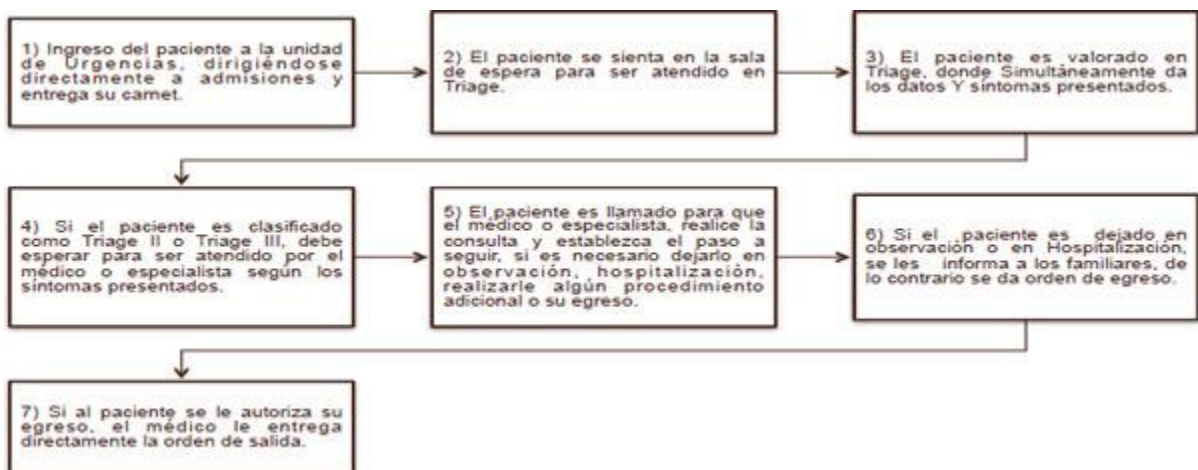 1) Ingreso del paciente a la unidad
de Urgencias, dirigiéndose
directamente a admisiones y
entrega su carnet.
2) El paciente se sienta en la sala
de espera para ser atendido en
Triage.
3) El paciente es valorado en
Triage, donde Simultáneamente da
los datos Y síntomas presentados.
4) Si el paciente es clasificado
como Triage II o Triage III, debe
esperar para ser atendido por el
médico o especialista según los
síntomas presentados.
5) El paciente es llamado para que
el médico o especialista, realice la
consulta y establezca el paso a
seguir, si es necesario dejarlo en
observación, hospitalización,
realizarle algún procedimiento
adicional o su egreso.
6) Si el paciente es dejado en
observación o en Hospitalización,
se les informa a los familiares, de
lo contrario se da orden de egreso.
7) Si al paciente se le autoriza su
egreso, el médico le entrega
directamente la orden de salida.